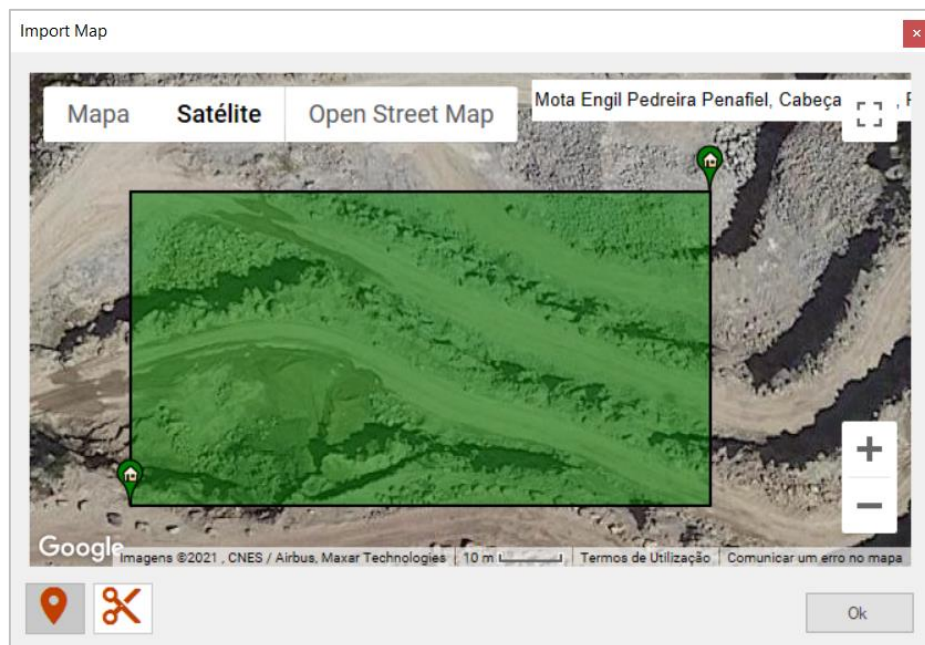 Import Map
Mapa
Satélite
Open Street Map
Mota Engil Pedreira Penafiel, Cabeça
Google
Imagens ©2021 , CNES / Airbus, Maxar Technologies
10 m
Termos de Utilização
Comunicar um erro no mapa
Ok